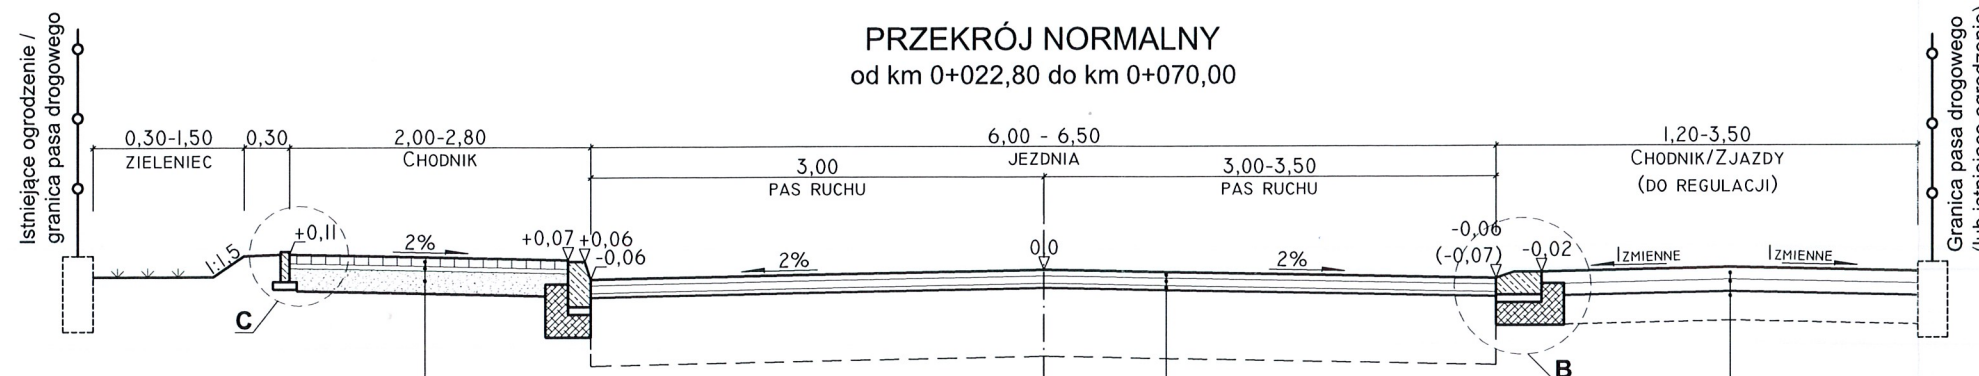 PRZEKRÓJ NORMALNY
od km 0+022,80 do km 0+070,00
Istniejące ogrodzenie /
granica pasa drogowego
0,30-1,50
ZIELENIEC
0,30
2,00-2,80
CHODNIK
6,00 - 6,50
JEZDNIA
3,00
PAS RUCHU
3,00-3,50
PAS RUCHU
1,20-3,50
CHODNIK/ZJAZDY
(DO REGULACJI)
Granica pasa drogowego
1:1,5
+0,11
2%
+0,07
+0,06
-0,06
2%
0,0
2%
-0,06
(-0,07)
-0,02
IZMIENNE
IZMIENNE
C
B